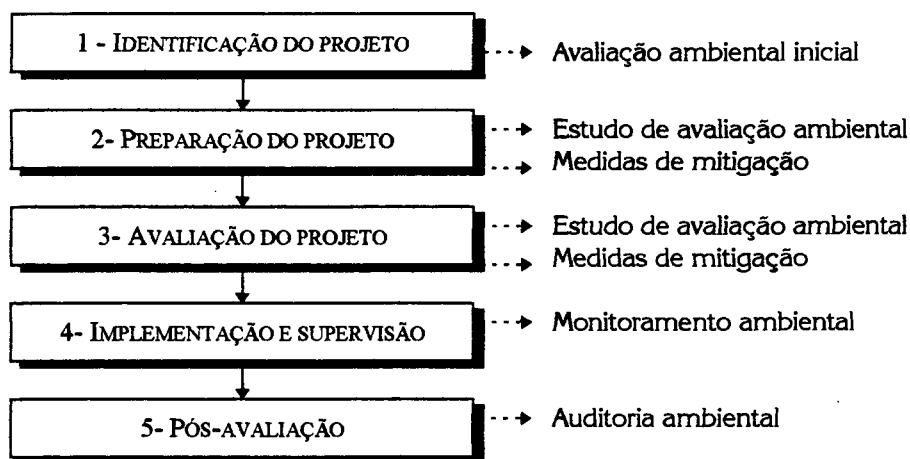 1 - IDENTIFICAÇÃO DO PROJETO
Avaliação ambiental inicial
2- PREPARAÇÃO DO PROJETO
Estudo de avaliação ambiental
Medidas de mitigação
3- AVALIAÇÃO DO PROJETO
Estudo de avaliação ambiental
Medidas de mitigação
4- IMPLEMENTAÇÃO E SUPERVISÃO
Monitoramento ambiental
5- PÓS-AVALIAÇÃO
Auditoria ambiental